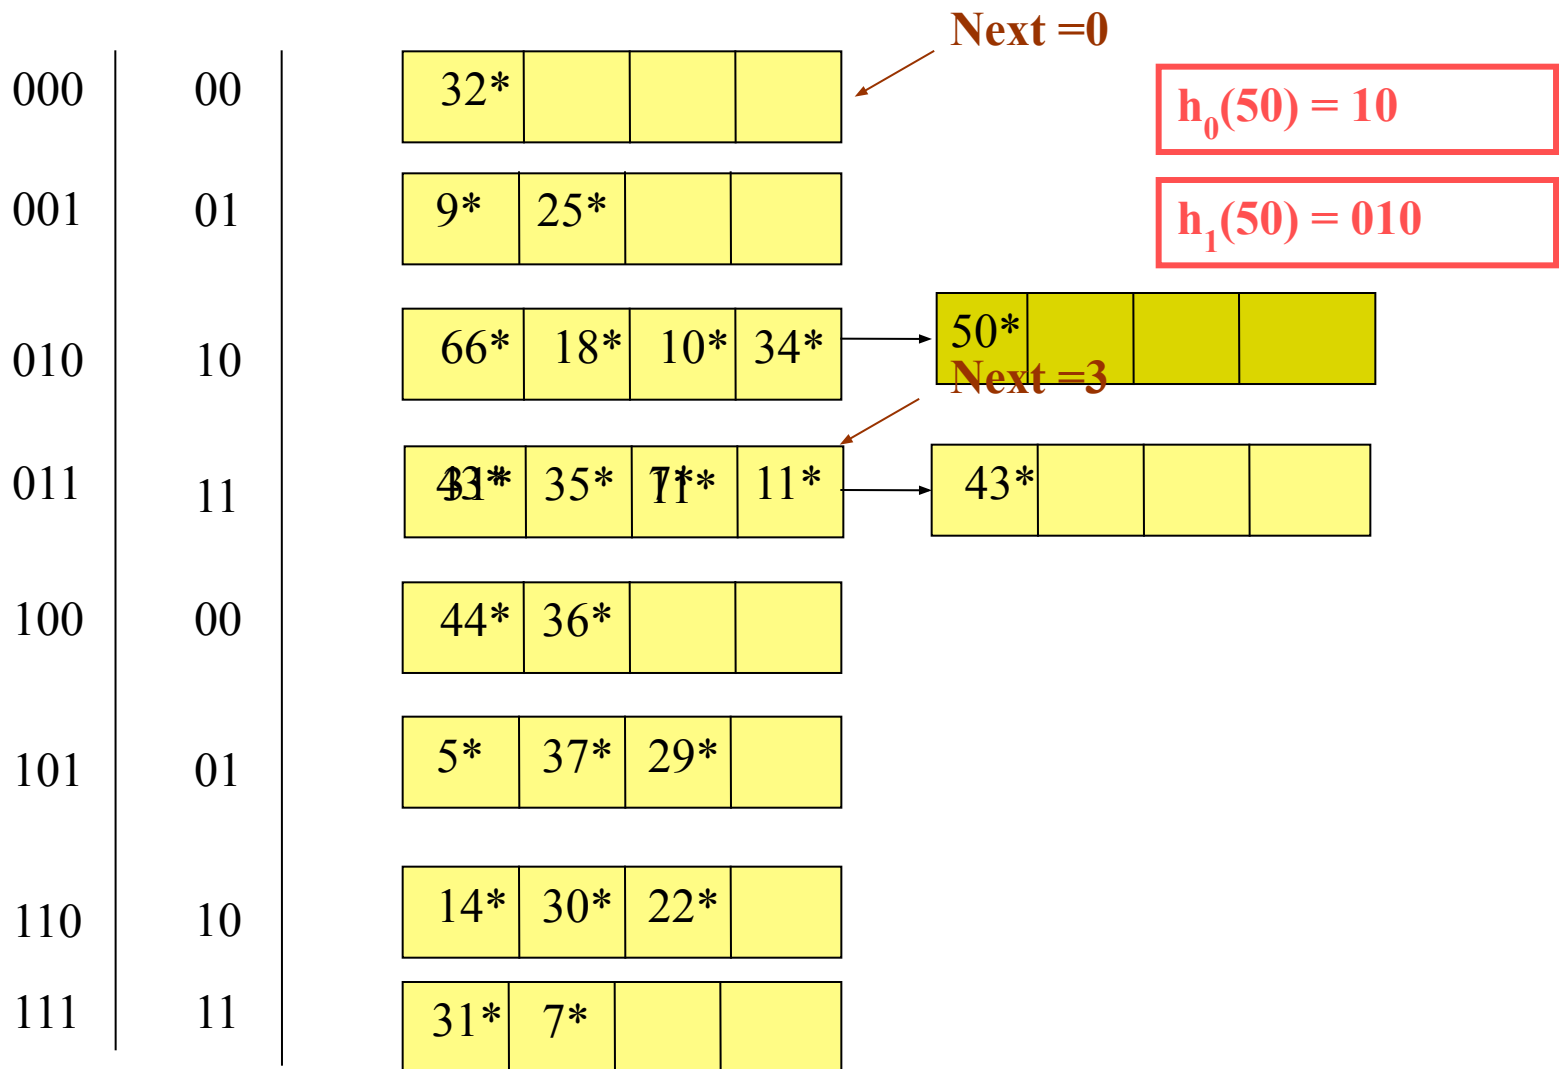 Next =0
000 00 32*
h0(50) = 10
001 01 9* 25*
h1(50) = 010
010 10 66* 18* 10* 34* 50*
Next =3
011 11 35* 11* 43*
100 00 44* 36*
101 01 5* 37* 29*
110 10 14* 30* 22*
111 11 31* 7*